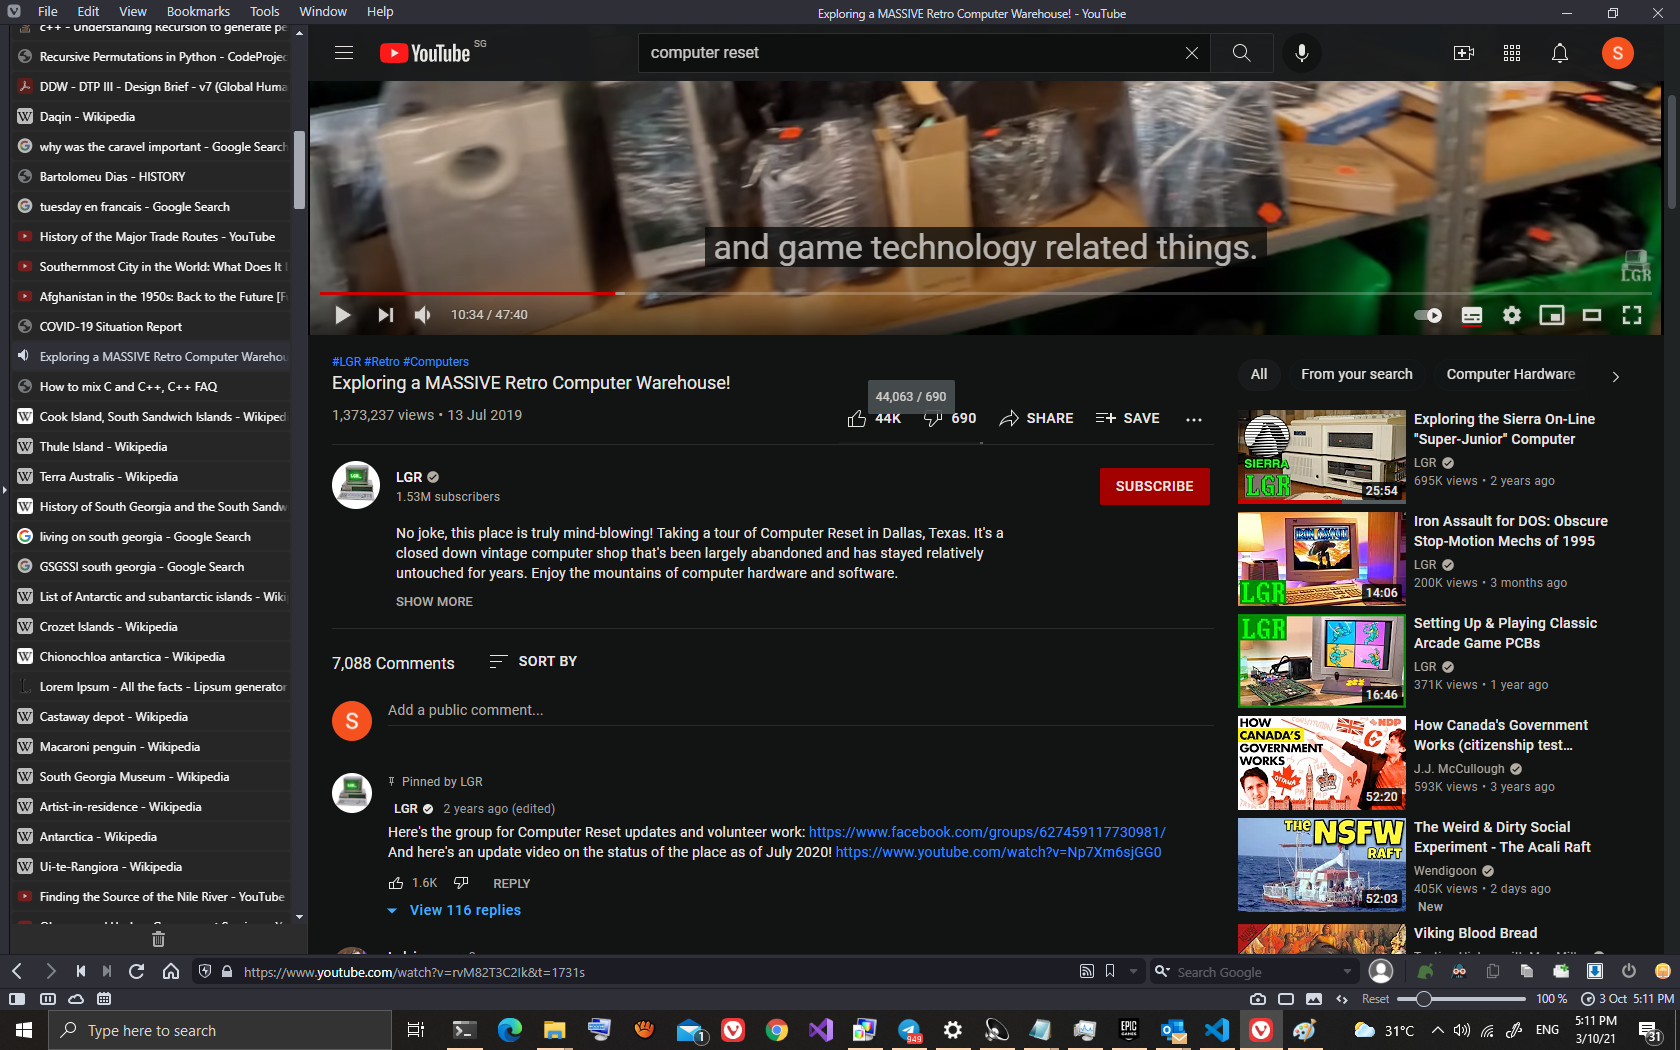 File Edit View Bookmarks Tools Window Help
Exploring a MASSIVE Retro Computer Warehouse! - YouTube
c++ - Understanding Recursion to generate pe
Recursive Permutations in Python - CodeProjec
DDW - DTP III - Design Brief - v7 (Global Huma
Daqin - Wikipedia
why was the caravel important - Google Search
Bartolomeu Dias - HISTORY
tuesday en francais - Google Search
History of the Major Trade Routes - YouTube
Southernmost City in the World: What Does It
Afghanistan in the 1950s: Back to the Future [F
COVID-19 Situation Report
Exploring a MASSIVE Retro Computer Warehou
How to mix C and C++, C++ FAQ
Cook Island, South Sandwich Islands - Wikiped
Thule Island - Wikipedia
Terra Australis - Wikipedia
History of South Georgia and the South Sandw
living on south georgia - Google Search
GSGSSI south georgia - Google Search
List of Antarctic and subantarctic islands - Wiki
Crozet Islands - Wikipedia
Chionochloa antarctica - Wikipedia
Lorem Ipsum - All the facts - Lipsum generator
Castaway depot - Wikipedia
Macaroni penguin - Wikipedia
South Georgia Museum - Wikipedia
Artist-in-residence - Wikipedia
Antarctica - Wikipedia
Ui-te-Rangiora - Wikipedia
Finding the Source of the Nile River - YouTube
YouTube SG
computer reset
S
and game technology related things.
LGR
10:34 / 47:40
#LGR #Retro #Computers
Exploring a MASSIVE Retro Computer Warehouse!
1,373,237 views • 13 Jul 2019
44,063 / 690
44K 690 SHARE SAVE
LGR
1.53M subscribers
SUBSCRIBE
No joke, this place is truly mind-blowing! Taking a tour of Computer Reset in Dallas, Texas. It's a
closed down vintage computer shop that's been largely abandoned and has stayed relatively
untouched for years. Enjoy the mountains of computer hardware and software.
SHOW MORE
7,088 Comments SORT BY
S
Add a public comment...
Pinned by LGR
LGR 2 years ago (edited)
Here's the group for Computer Reset updates and volunteer work: https://www.facebook.com/groups/627459117730981/
And here's an update video on the status of the place as of July 2020! https://www.youtube.com/watch?v=Np7Xm6sjGG0
1.6K REPLY
View 116 replies
All From your search Computer Hardware
SIERRA
LGR
25:54
Exploring the Sierra On-Line
"Super-Junior" Computer
LGR
695K views • 2 years ago
IRON ASSAULT
LGR
14:06
Iron Assault for DOS: Obscure
Stop-Motion Mechs of 1995
LGR
200K views • 3 months ago
LGR
16:46
Setting Up & Playing Classic
Arcade Game PCBs
LGR
371K views • 1 year ago
HOW
CANADA'S
GOVERNMENT
WORKS
NDP
OTTAWA
52:20
How Canada's Government
Works (citizenship test...
J.J. McCullough
593K views • 3 years ago
THE NSFW
RAFT
52:03
The Weird & Dirty Social
Experiment - The Acali Raft
Wendigoon
405K views • 2 days ago
New
Viking Blood Bread
https://www.youtube.com/watch?v=rvM82T3C2Ik&t=1731s
Search Google
Reset 100 % 3 Oct 5:11 PM
Type here to search
1
949
EPIC
GAMES
31°C
ENG
5:11 PM
3/10/21
31